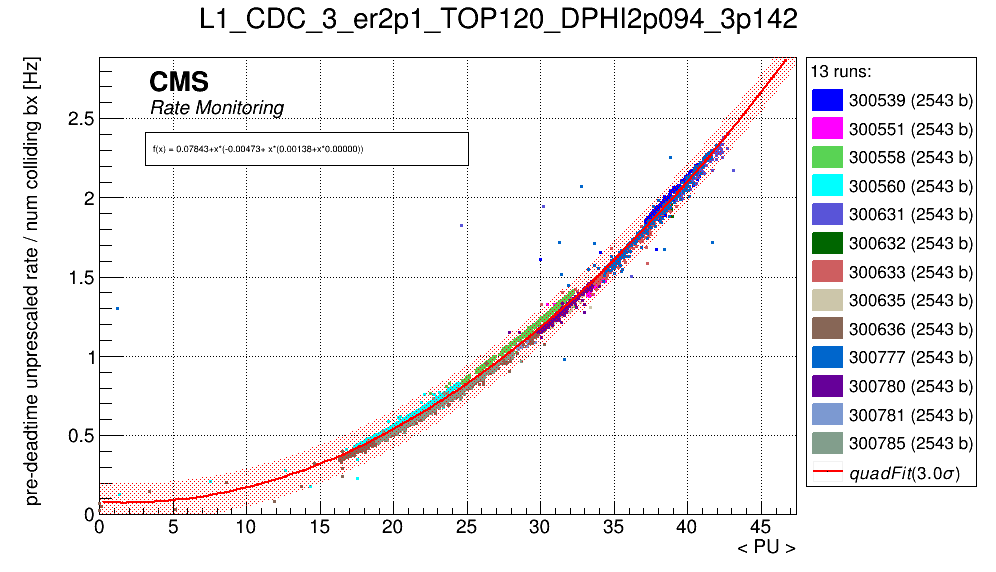 L1_CDC_3_er2p1_TOP120_DPHI2p094_3p142
pre-deadtime unprescaled rate / num colliding bx [Hz]
CMS
Rate Monitoring
f(x) = 0.07843+x*(-0.00473+ x*(0.00138+x*0.00000))
2.5
2
1.5
1
0.5
0
0 5 10 15 20 25 30 35 40 45
< PU >
13 runs:
300539 (2543 b)
300551 (2543 b)
300558 (2543 b)
300560 (2543 b)
300631 (2543 b)
300632 (2543 b)
300633 (2543 b)
300635 (2543 b)
300636 (2543 b)
300777 (2543 b)
300780 (2543 b)
300781 (2543 b)
300785 (2543 b)
quadFit(3.0σ)